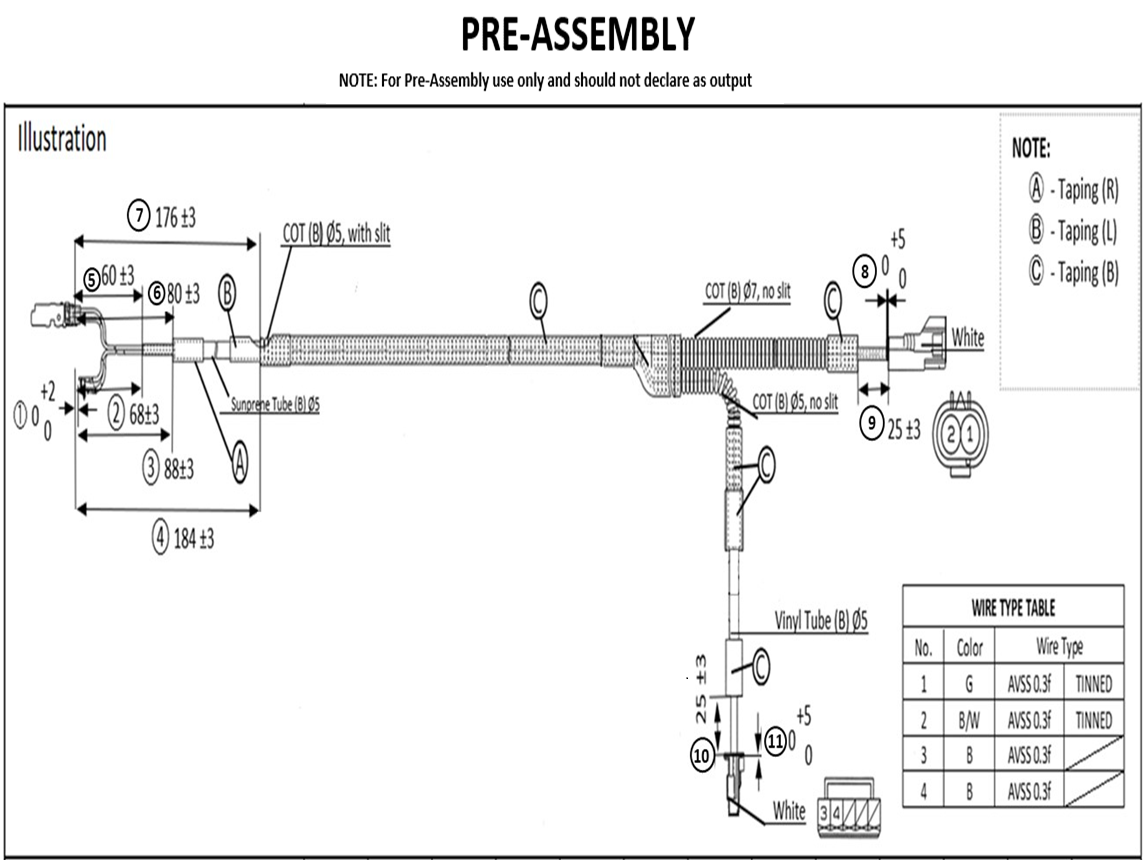 PRE-ASSEMBLY
NOTE: For Pre-Assembly use only and should not declare as output
Illustration
NOTE:
Ⓐ - Taping (R)
Ⓑ - Taping (L)
Ⓒ - Taping (B)
⑦ 176 ±3
COT (B) Ø5, with slit
⑤ 60 ±3
⑥ 80 ±3
Ⓑ
Ⓒ
COT (B) Ø7, no slit
Ⓒ
⑧ 0 +5 0
White
① 0 +2 0
② 68±3
Sunprene Tube (B) Ø5
COT (B) Ø5, no slit
⑨ 25 ±3
② ①
③ 88±3
Ⓐ
Ⓒ
④ 184 ±3
Vinyl Tube (B) Ø5
Ⓒ
25 ±3
⑩
⑪ 0 +5 0
White
3 4
WIRE TYPE TABLE
No. Color Wire Type
1 G AVSS 0.3f TINNED
2 B/W AVSS 0.3f TINNED
3 B AVSS 0.3f
4 B AVSS 0.3f